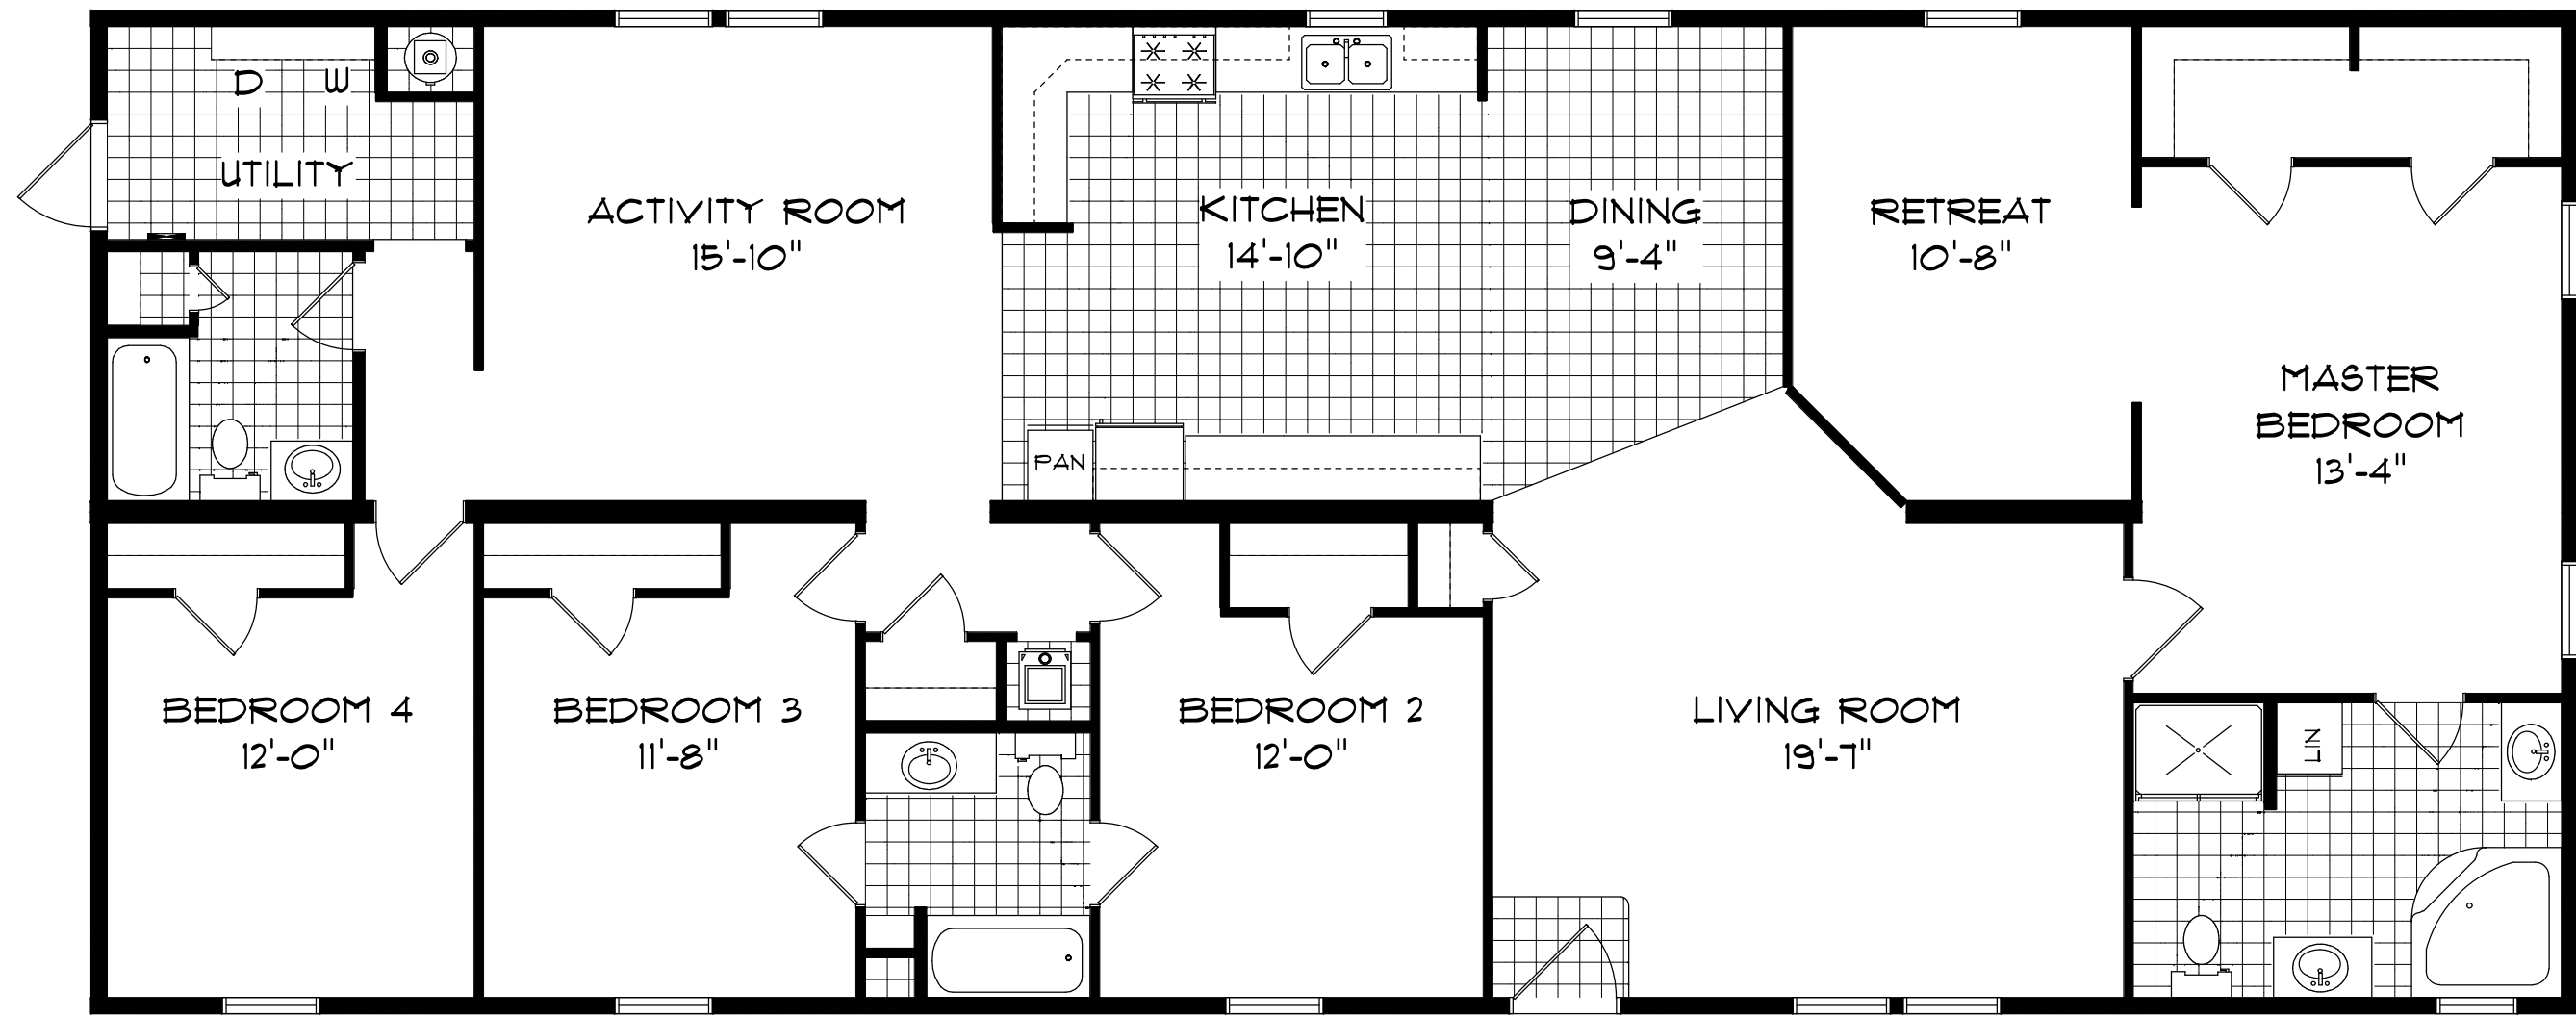 D W
UTILITY
ACTIVITY ROOM
15'-10"
KITCHEN
14'-10"
DINING
9'-4"
RETREAT
10'-8"
MASTER
BEDROOM
13'-4"
PAN
BEDROOM 4
12'-0"
BEDROOM 3
11'-8"
BEDROOM 2
12'-0"
LIVING ROOM
19'-7"
LIN